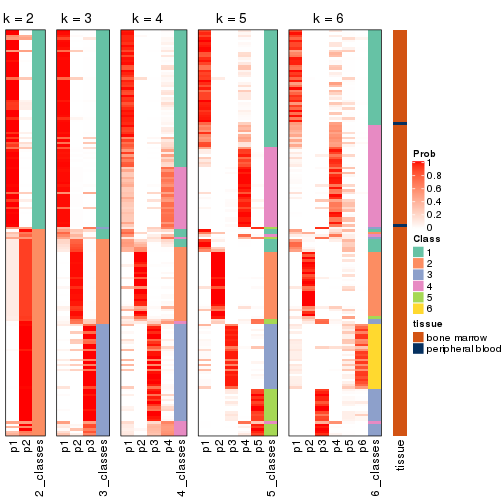 k = 2 k = 3 k = 4 k = 5 k = 6
Prob
1
0.8
0.6
0.4
0.2
0
Class
1
2
3
4
5
6
tissue
bone marrow
peripheral blood
p1 p2 2_classes p1 p2 p3 3_classes p1 p2 p3 p4 4_classes p1 p2 p3 p4 p5 5_classes p1 p2 p3 p4 p5 p6 6_classes tissue